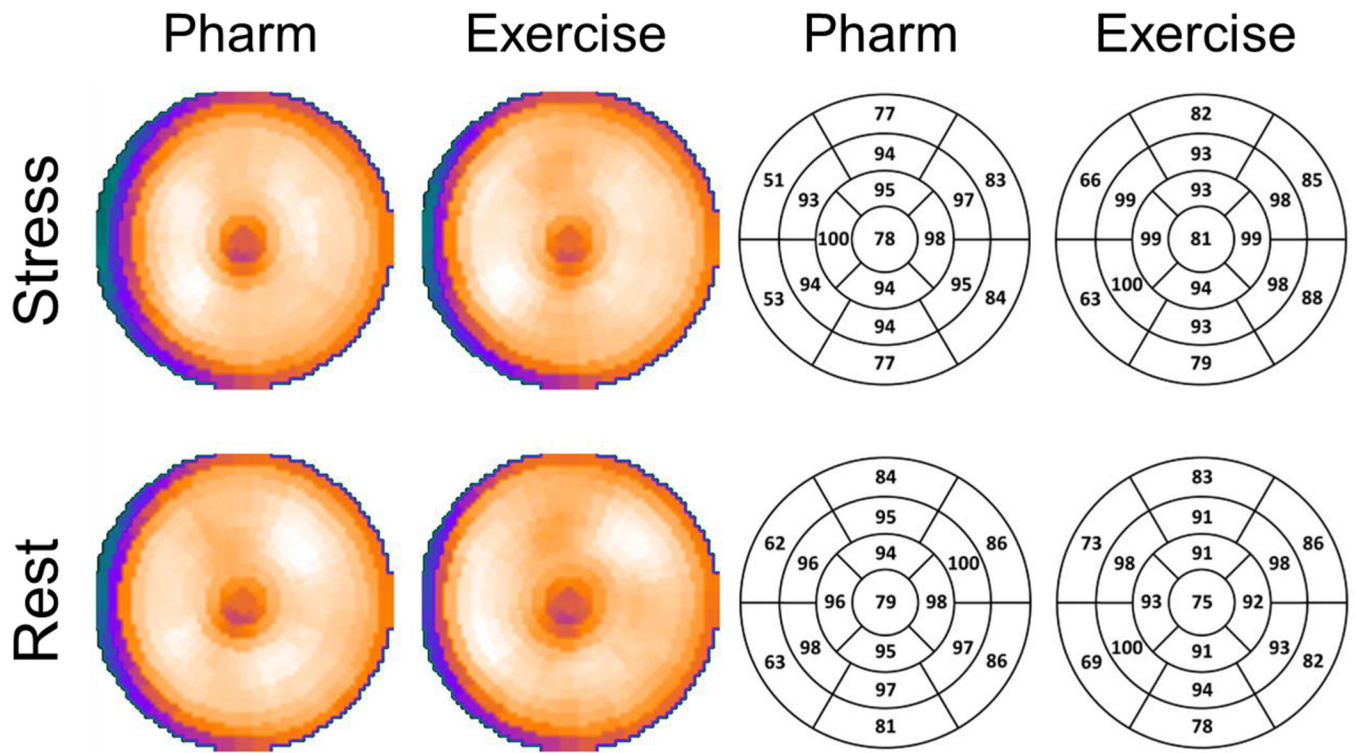 Pharm Exercise Pharm Exercise
Stress
77
94
95
51 93 100 78 98 97 83
53 94 94 95 84
94
77
82
93
93
66 99 99 81 99 98 85
63 100 94 98 88
93
79
Rest
84
95
94
62 96 96 79 98 100 86
63 98 95 97 86
97
81
83
91
91
73 98 93 75 92 98 86
69 100 91 93 82
94
78